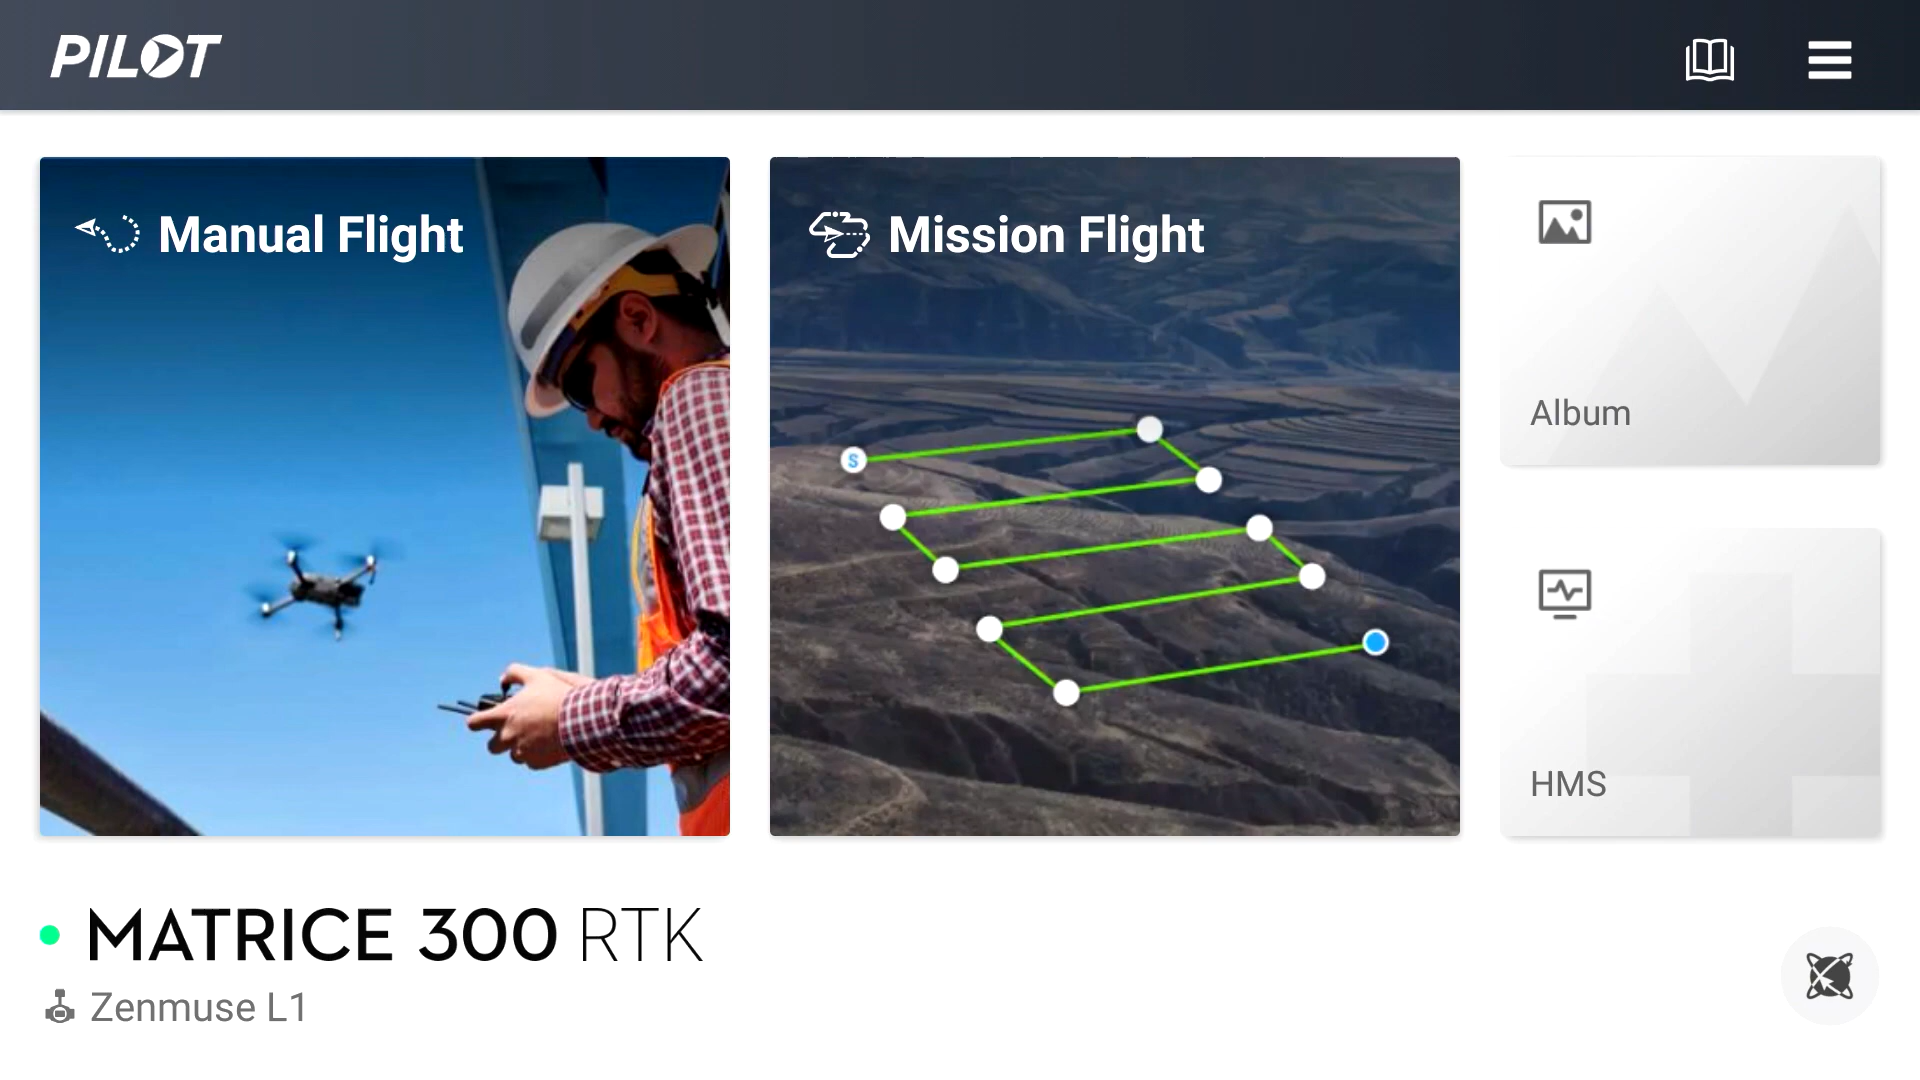 PILOT
Manual Flight
Mission Flight
S
Album
HMS
MATRICE 300 RTK
Zenmuse L1